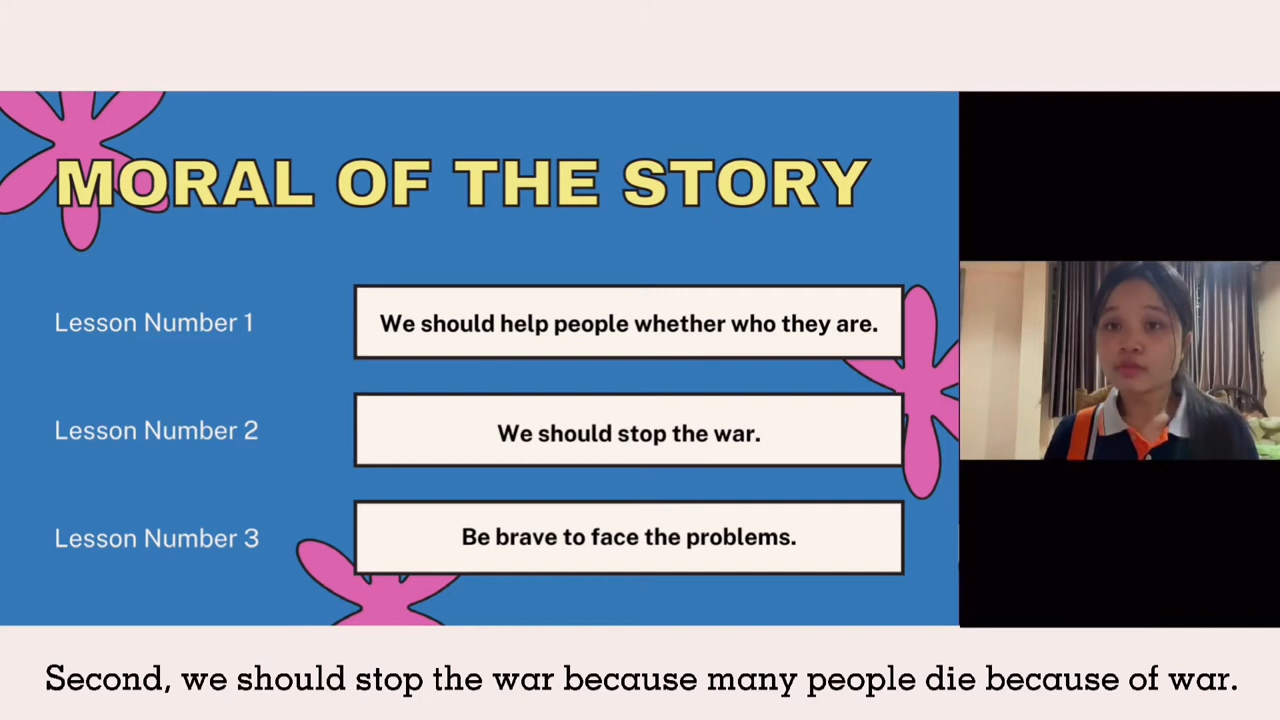 MORAL OF THE STORY
Lesson Number 1
We should help people whether who they are.
Lesson Number 2
We should stop the war.
Lesson Number 3
Be brave to face the problems.
Second, we should stop the war because many people die because of war.